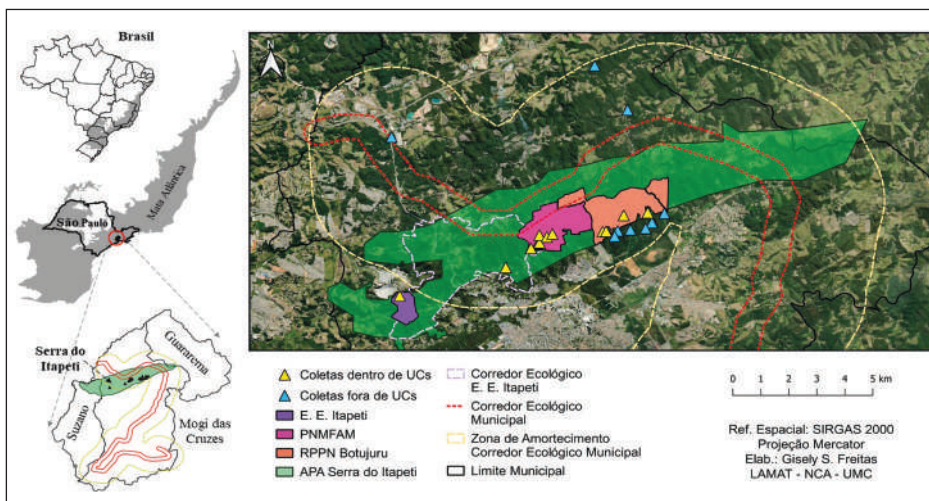 Brasil
Mata Atlântica
São Paulo
Serra do
Itapeti
Guararema
Suzano
Mogi das
Cruzes
N
Coletas dentro de UCs
Coletas fora de UCs
E. E. Itapeti
PNMFAM
RPPN Botujuru
APA Serra do Itapeti
Corredor Ecológico
E. E. Itapeti
Corredor Ecológico
Municipal
Zona de Amortecimento
Corredor Ecológico Municipal
Limite Municipal
0 1 2 3 4 5 km
Ref. Espacial: SIRGAS 2000
Projeção Mercator
Elab.: Gisely S. Freitas
LAMAT - NCA - UMC